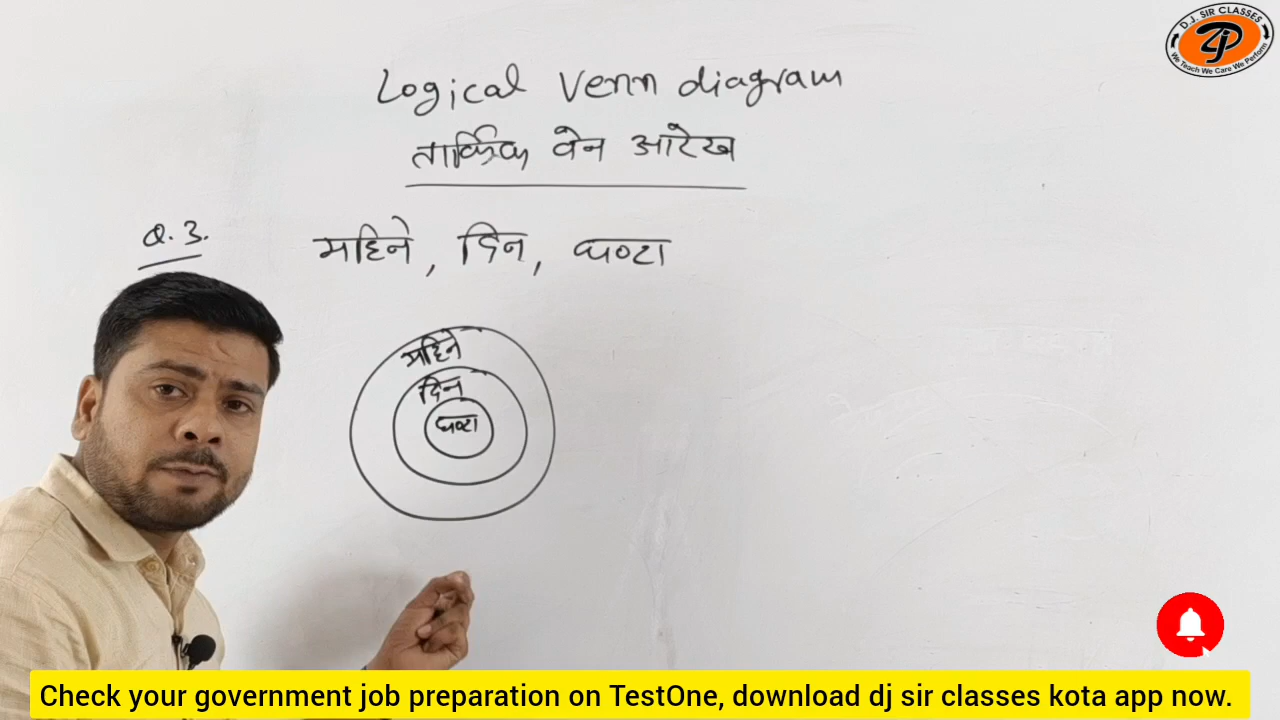 D.J. SIR CLASSES
We Teach We Care We Perform
Logical Venn diagram
तार्किक वेन आरेख
Q. 3. महिने, दिन, घण्टा
महिने
दिन
घण्टा
Check your government job preparation on TestOne, download dj sir classes kota app now.